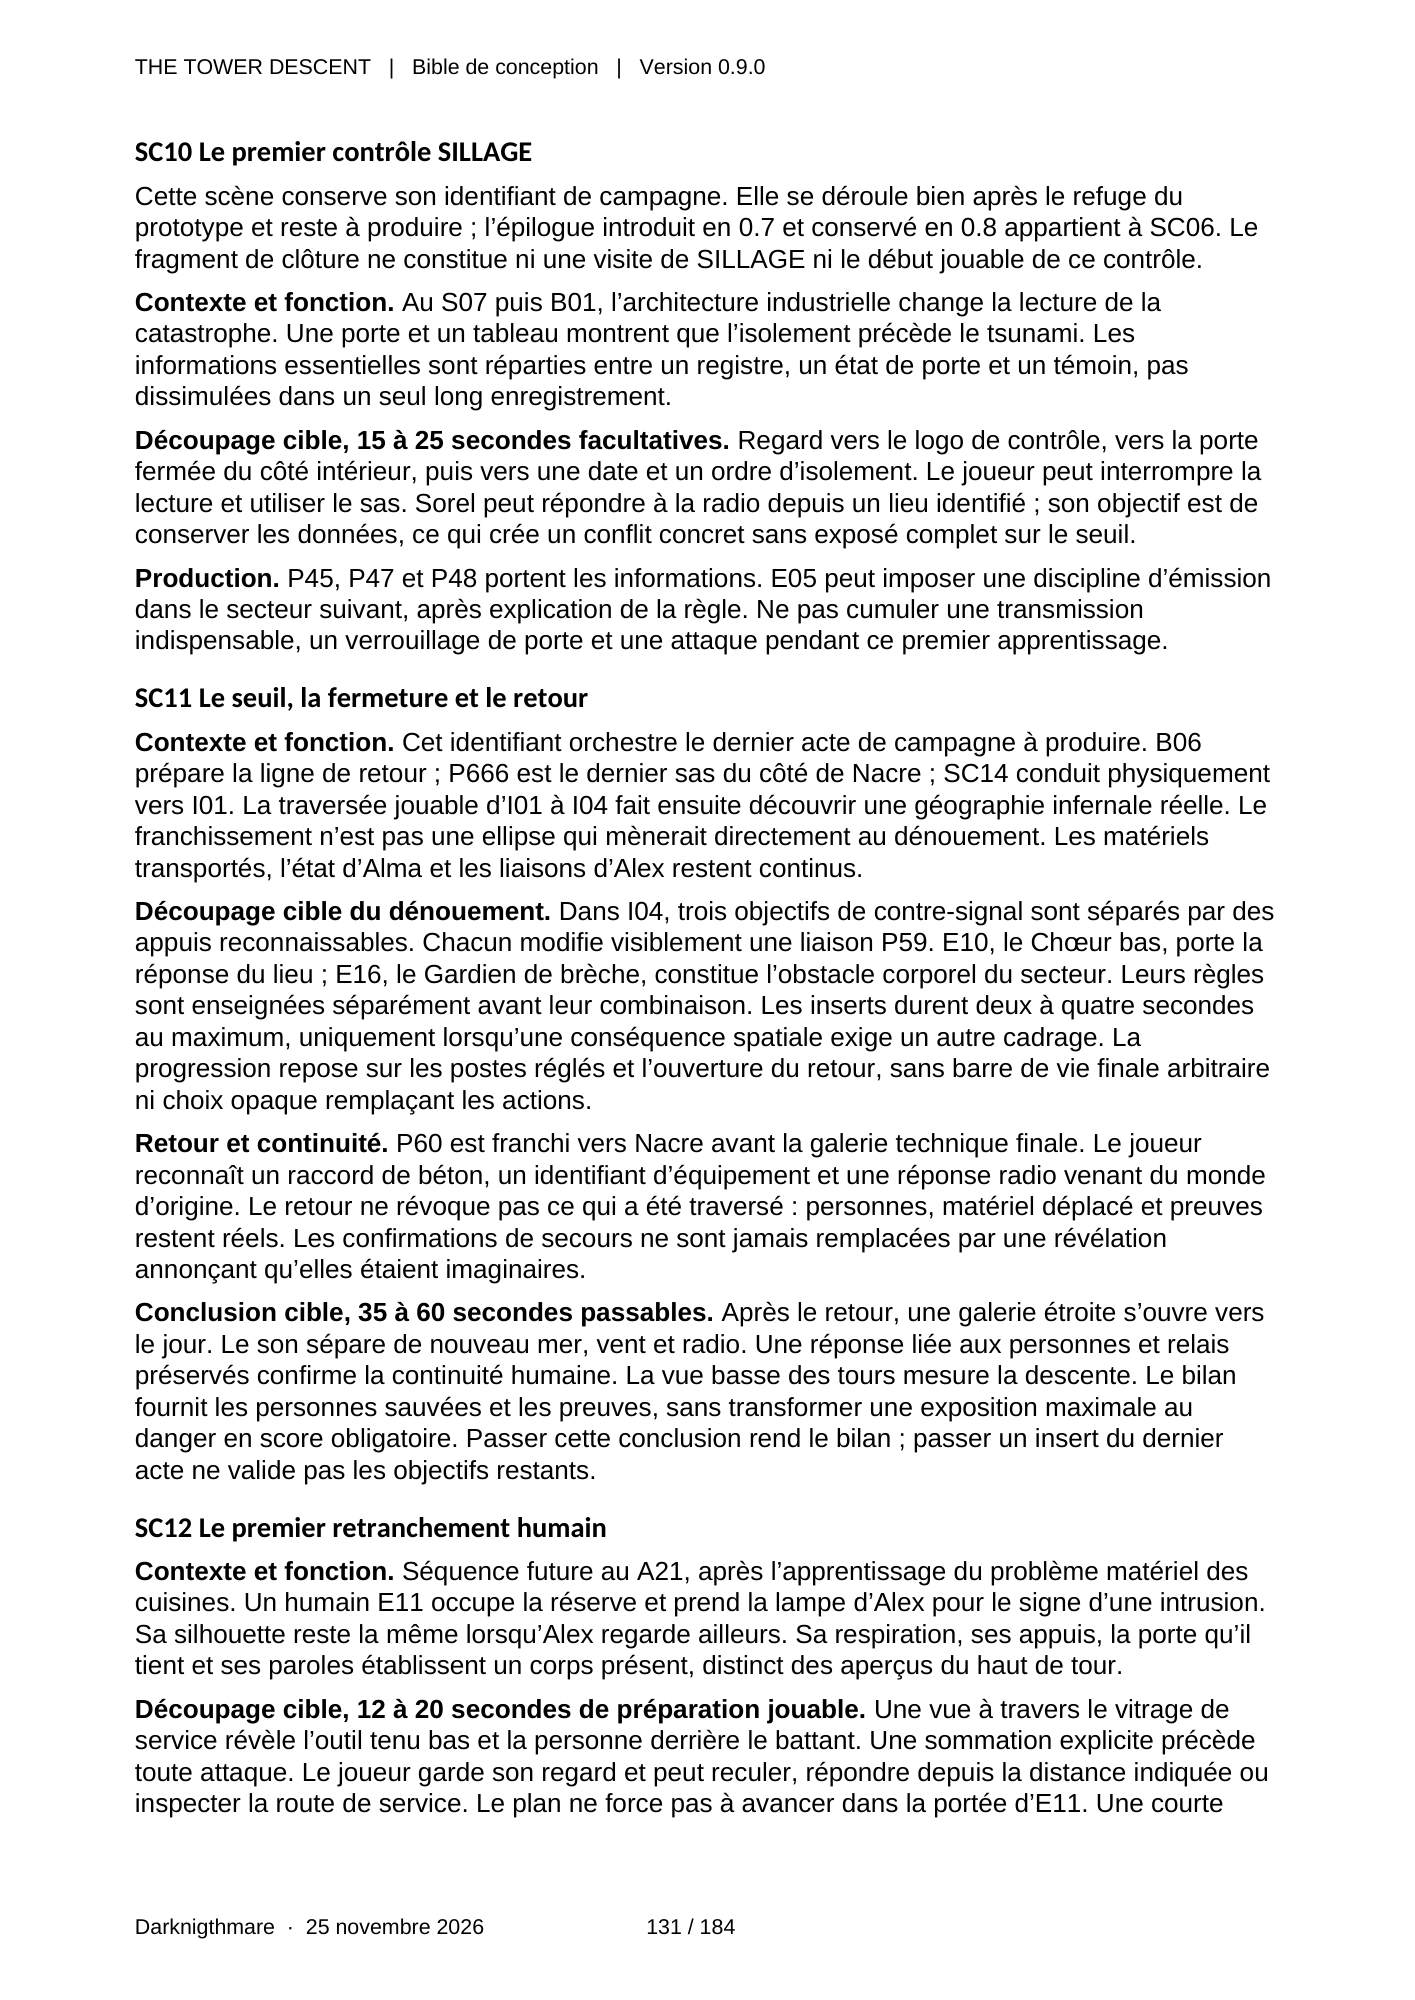 THE TOWER DESCENT | Bible de conception | Version 0.9.0
SC10 Le premier contrôle SILLAGE
Cette scène conserve son identifiant de campagne. Elle se déroule bien après le refuge du
prototype et reste à produire ; l’épilogue introduit en 0.7 et conservé en 0.8 appartient à SC06. Le
fragment de clôture ne constitue ni une visite de SILLAGE ni le début jouable de ce contrôle.
Contexte et fonction. Au S07 puis B01, l’architecture industrielle change la lecture de la
catastrophe. Une porte et un tableau montrent que l’isolement précède le tsunami. Les
informations essentielles sont réparties entre un registre, un état de porte et un témoin, pas
dissimulées dans un seul long enregistrement.
Découpage cible, 15 à 25 secondes facultatives. Regard vers le logo de contrôle, vers la porte
fermée du côté intérieur, puis vers une date et un ordre d’isolement. Le joueur peut interrompre la
lecture et utiliser le sas. Sorel peut répondre à la radio depuis un lieu identifié ; son objectif est de
conserver les données, ce qui crée un conflit concret sans exposé complet sur le seuil.
Production. P45, P47 et P48 portent les informations. E05 peut imposer une discipline d’émission
dans le secteur suivant, après explication de la règle. Ne pas cumuler une transmission
indispensable, un verrouillage de porte et une attaque pendant ce premier apprentissage.
SC11 Le seuil, la fermeture et le retour
Contexte et fonction. Cet identifiant orchestre le dernier acte de campagne à produire. B06
prépare la ligne de retour ; P666 est le dernier sas du côté de Nacre ; SC14 conduit physiquement
vers I01. La traversée jouable d’I01 à I04 fait ensuite découvrir une géographie infernale réelle. Le
franchissement n’est pas une ellipse qui mènerait directement au dénouement. Les matériels
transportés, l’état d’Alma et les liaisons d’Alex restent continus.
Découpage cible du dénouement. Dans I04, trois objectifs de contre-signal sont séparés par des
appuis reconnaissables. Chacun modifie visiblement une liaison P59. E10, le Chœur bas, porte la
réponse du lieu ; E16, le Gardien de brèche, constitue l’obstacle corporel du secteur. Leurs règles
sont enseignées séparément avant leur combinaison. Les inserts durent deux à quatre secondes
au maximum, uniquement lorsqu’une conséquence spatiale exige un autre cadrage. La
progression repose sur les postes réglés et l’ouverture du retour, sans barre de vie finale arbitraire
ni choix opaque remplaçant les actions.
Retour et continuité. P60 est franchi vers Nacre avant la galerie technique finale. Le joueur
reconnaît un raccord de béton, un identifiant d’équipement et une réponse radio venant du monde
d’origine. Le retour ne révoque pas ce qui a été traversé : personnes, matériel déplacé et preuves
restent réels. Les confirmations de secours ne sont jamais remplacées par une révélation
annonçant qu’elles étaient imaginaires.
Conclusion cible, 35 à 60 secondes passables. Après le retour, une galerie étroite s’ouvre vers
le jour. Le son sépare de nouveau mer, vent et radio. Une réponse liée aux personnes et relais
préservés confirme la continuité humaine. La vue basse des tours mesure la descente. Le bilan
fournit les personnes sauvées et les preuves, sans transformer une exposition maximale au
danger en score obligatoire. Passer cette conclusion rend le bilan ; passer un insert du dernier
acte ne valide pas les objectifs restants.
SC12 Le premier retranchement humain
Contexte et fonction. Séquence future au A21, après l’apprentissage du problème matériel des
cuisines. Un humain E11 occupe la réserve et prend la lampe d’Alex pour le signe d’une intrusion.
Sa silhouette reste la même lorsqu’Alex regarde ailleurs. Sa respiration, ses appuis, la porte qu’il
tient et ses paroles établissent un corps présent, distinct des aperçus du haut de tour.
Découpage cible, 12 à 20 secondes de préparation jouable. Une vue à travers le vitrage de
service révèle l’outil tenu bas et la personne derrière le battant. Une sommation explicite précède
toute attaque. Le joueur garde son regard et peut reculer, répondre depuis la distance indiquée ou
inspecter la route de service. Le plan ne force pas à avancer dans la portée d’E11. Une courte
Darknigthmare · 25 novembre 2026 131 / 184